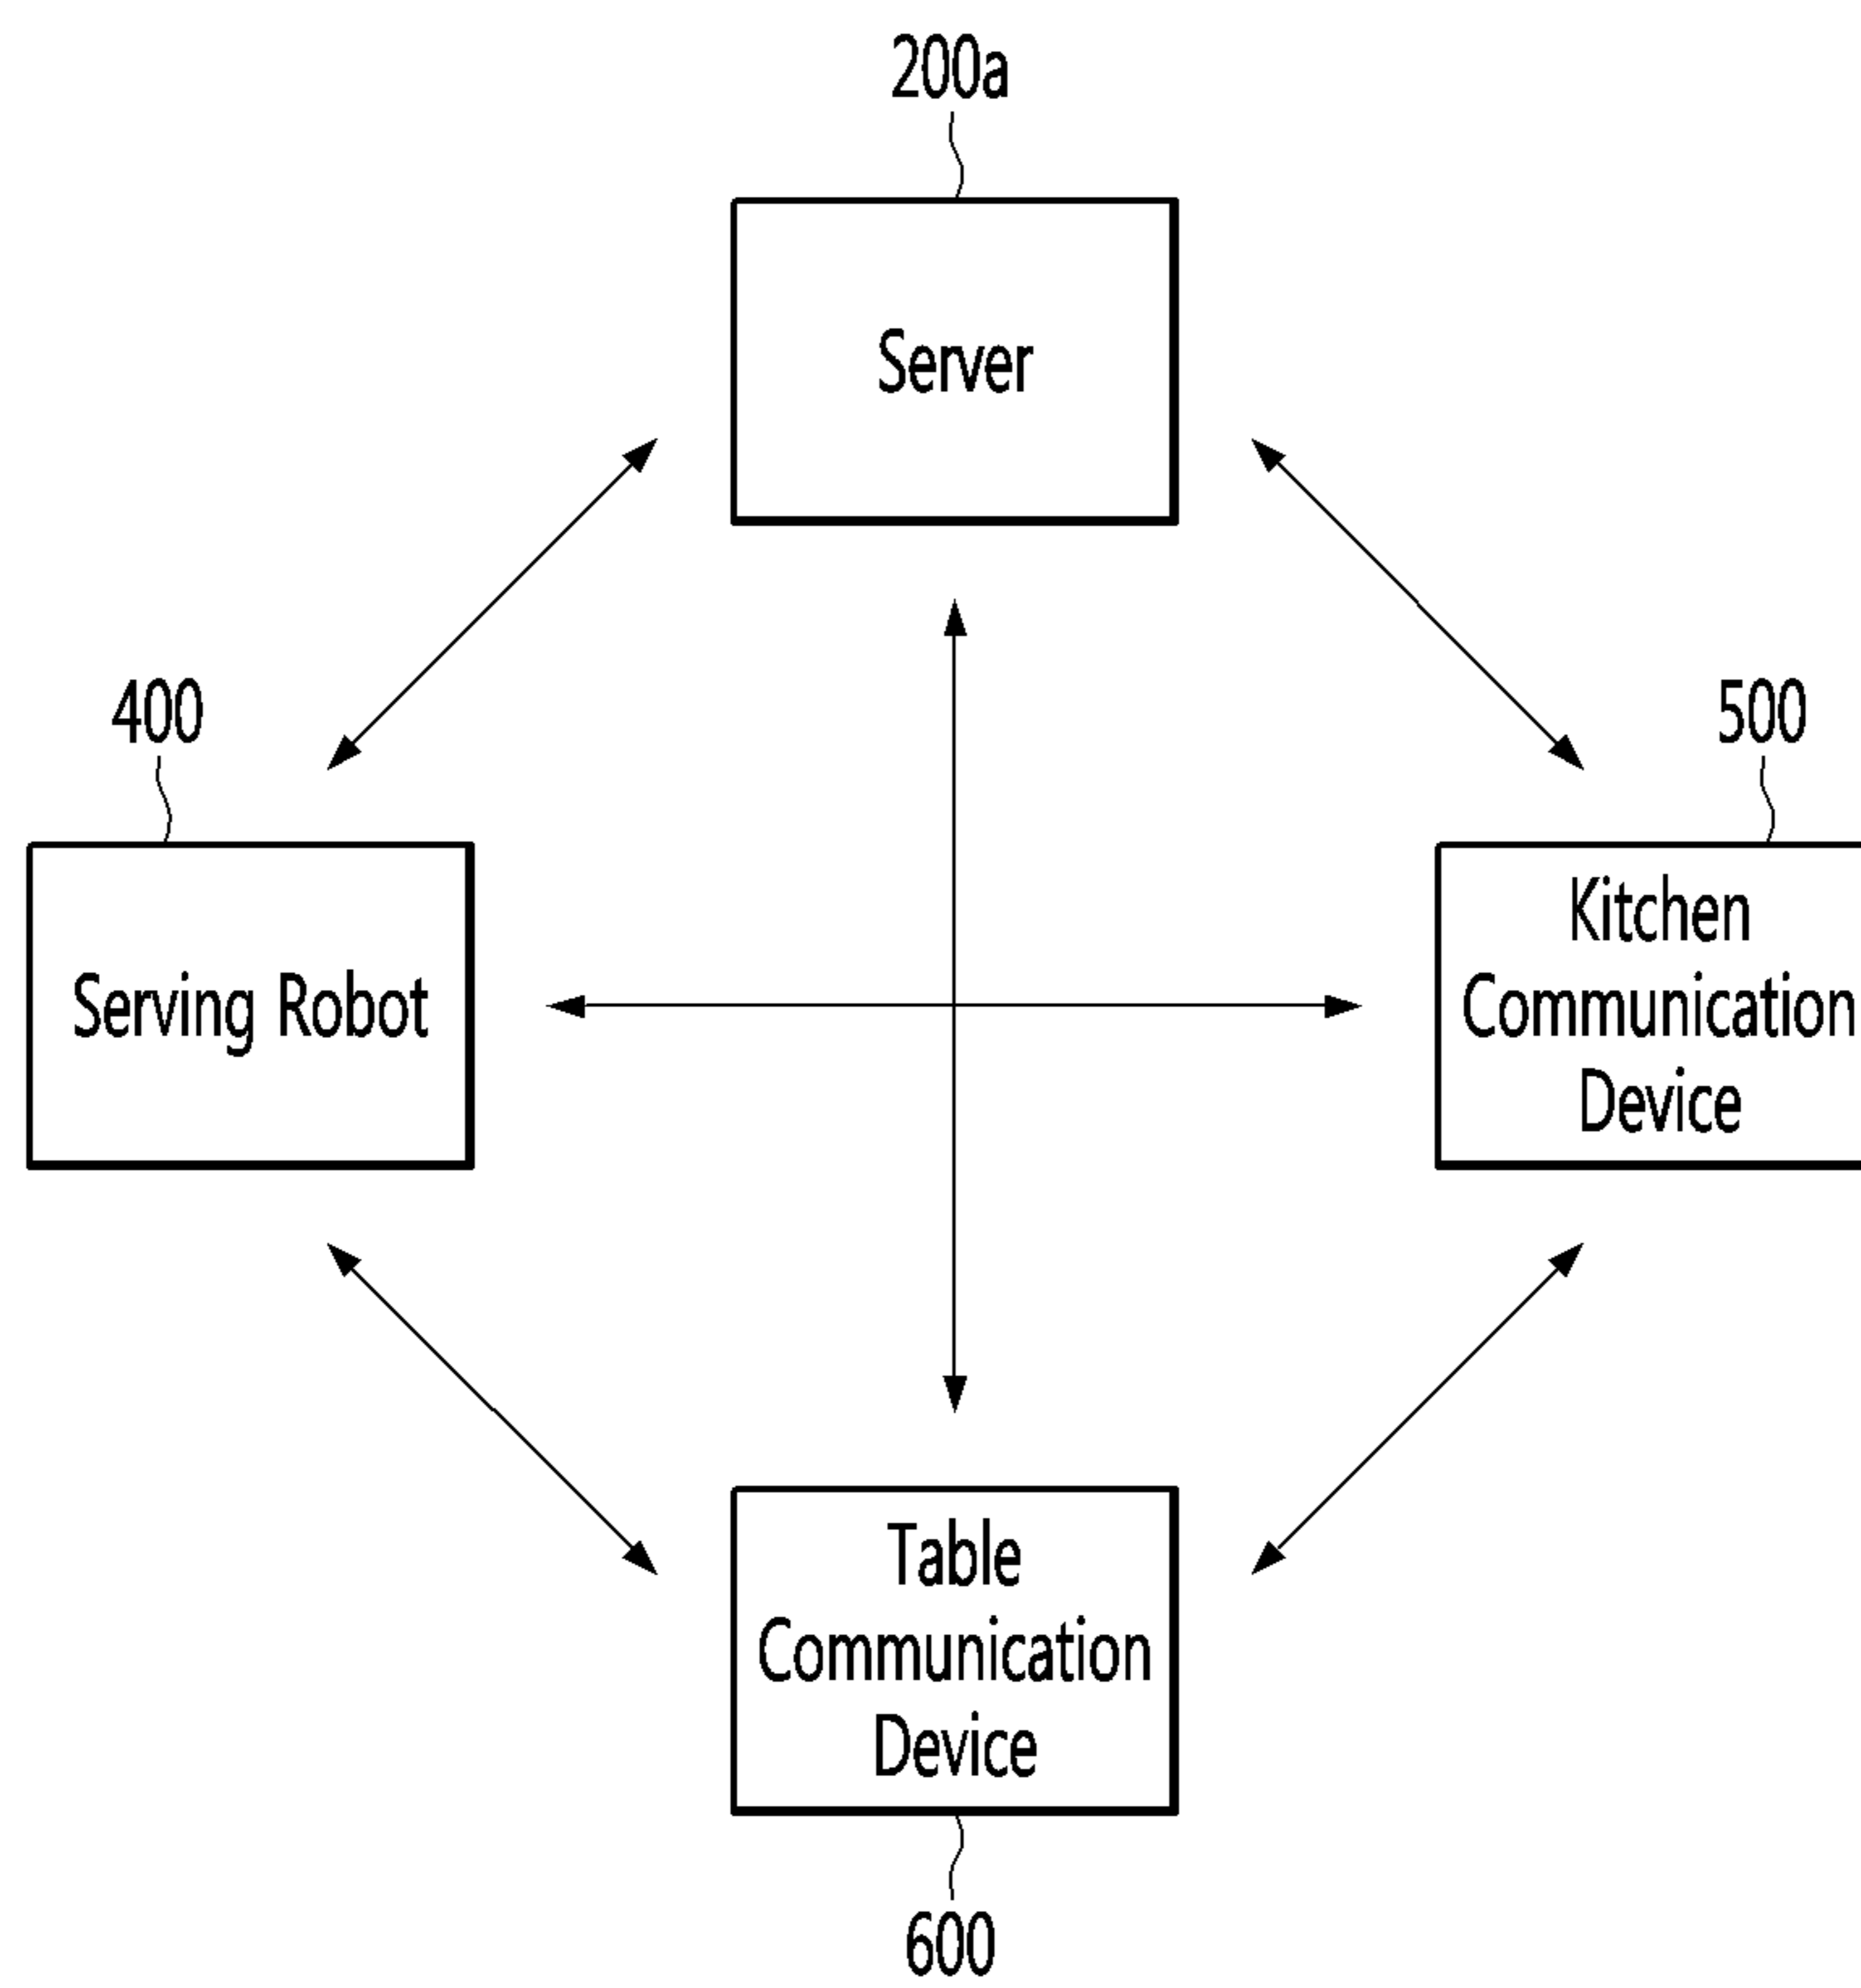 200a
Server
400
500
Serving Robot
Kitchen
Communication
Device
Table
Communication
Device
600